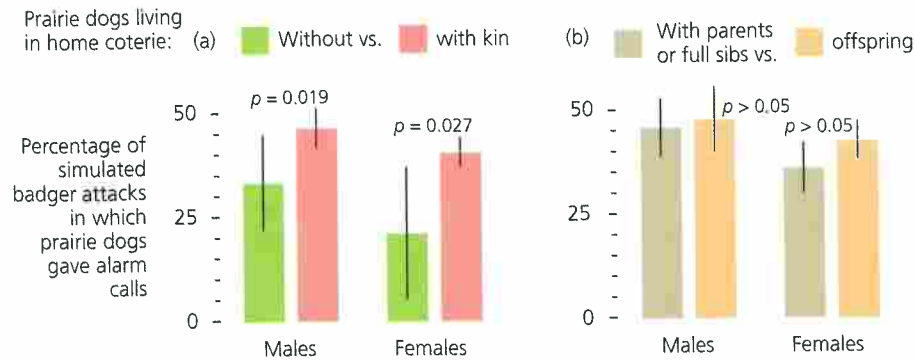 Prairie dogs living
in home coterie:
(a) Without vs. with kin
(b) With parents
or full sibs vs. offspring
Percentage of
simulated
badger attacks
in which
prairie dogs
gave alarm
calls
50
25
0
p = 0.019
p = 0.027
Males Females
50
25
0
p > 0.05
p > 0.05
Males Females